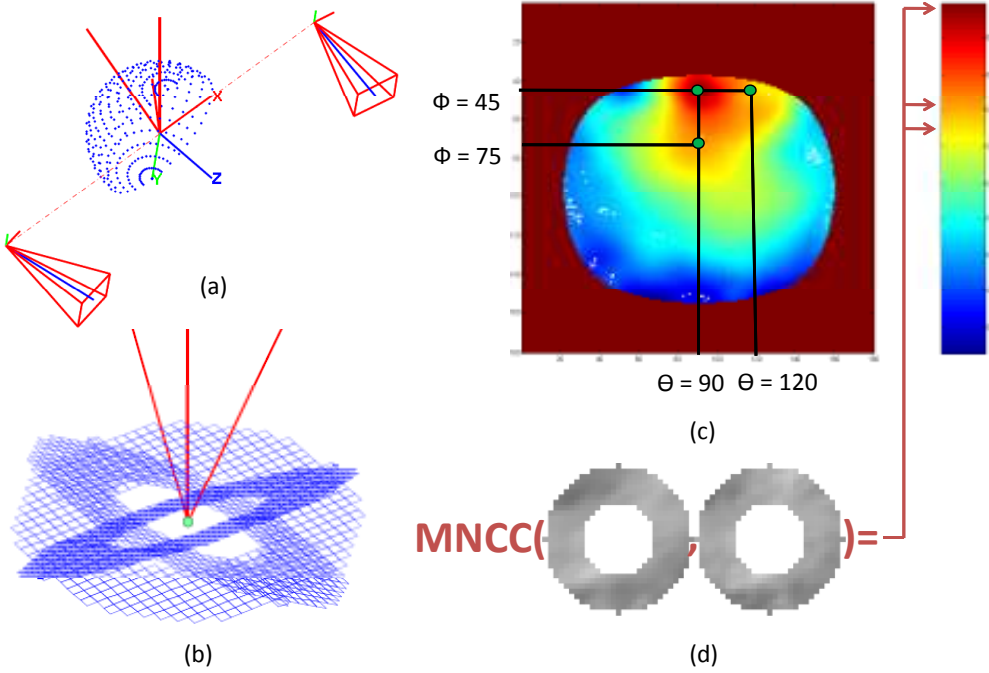 X
Y
Z
(a)
(b)
Φ = 45
Φ = 75
Θ = 90 Θ = 120
(c)
MNCC( , )=
(d)